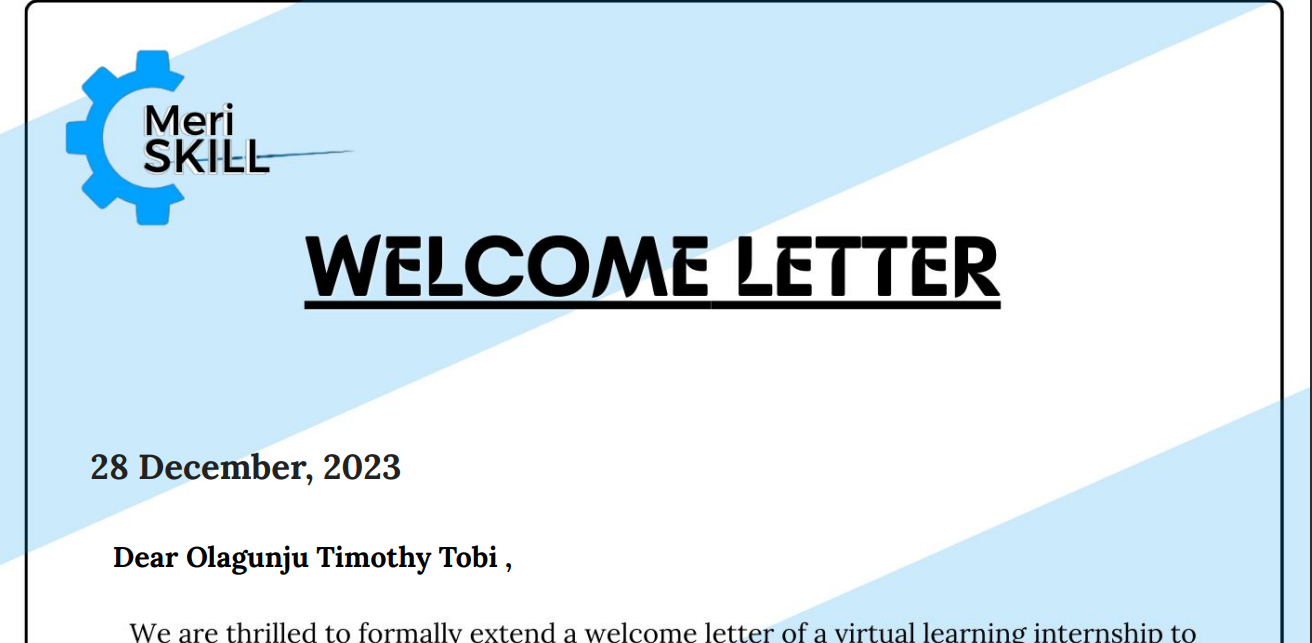 Meri
SKILL
WELCOME LETTER
28 December, 2023
Dear Olagunju Timothy Tobi ,
We are thrilled to formally extend a welcome letter of a virtual learning internship to